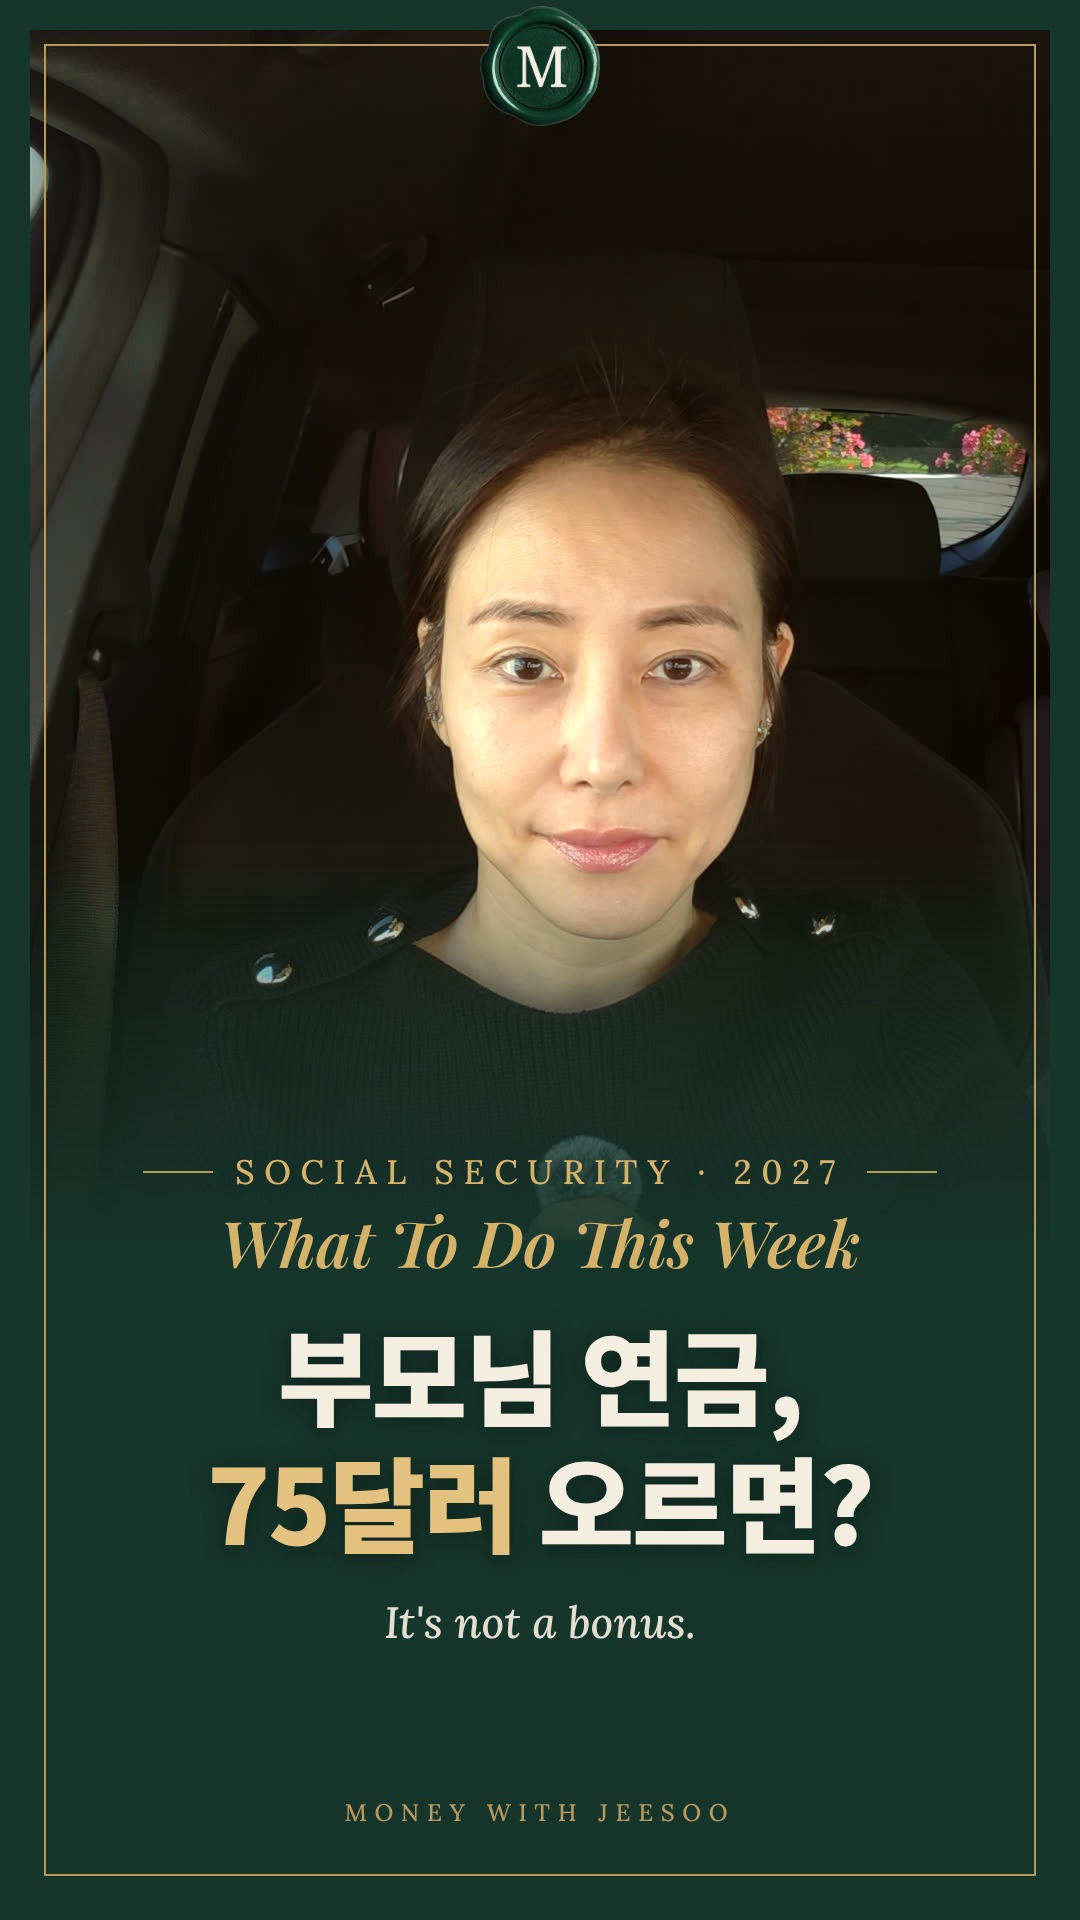 M
SOCIAL SECURITY · 2027
What To Do This Week
부모님 연금,
75달러 오르면?
It's not a bonus.
MONEY WITH JEESOO